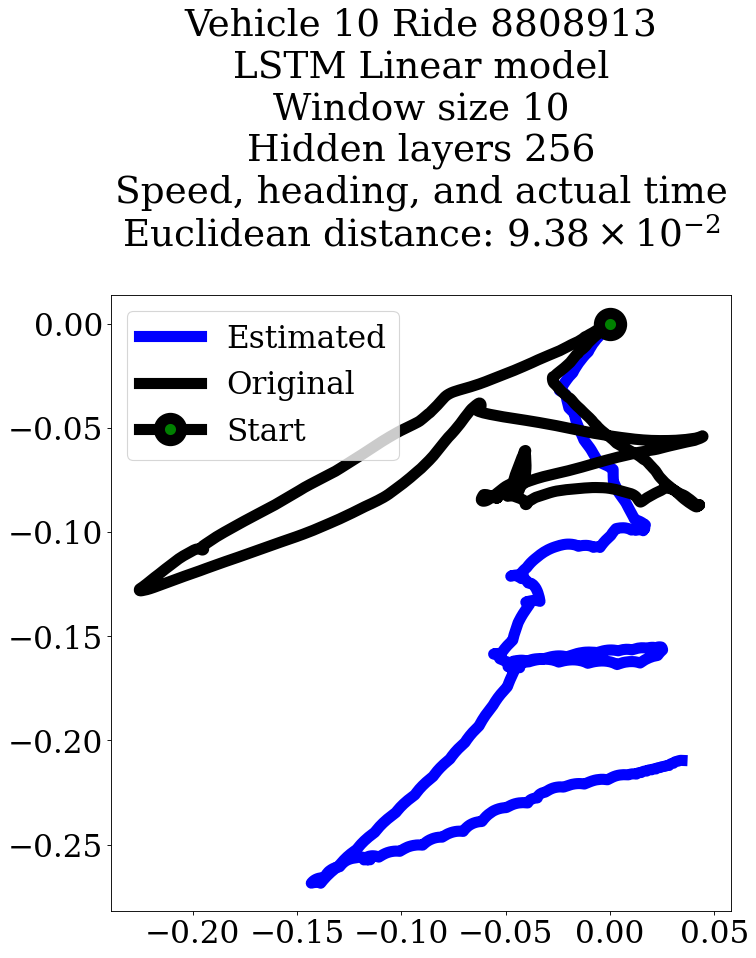 Vehicle 10 Ride 8808913
LSTM Linear model
Window size 10
Hidden layers 256
Speed, heading, and actual time
Euclidean distance: 9.38 × 10⁻²
Estimated
Original
Start
0.00
−0.05
−0.10
−0.15
−0.20
−0.25
−0.20 −0.15 −0.10 −0.05 0.00 0.05